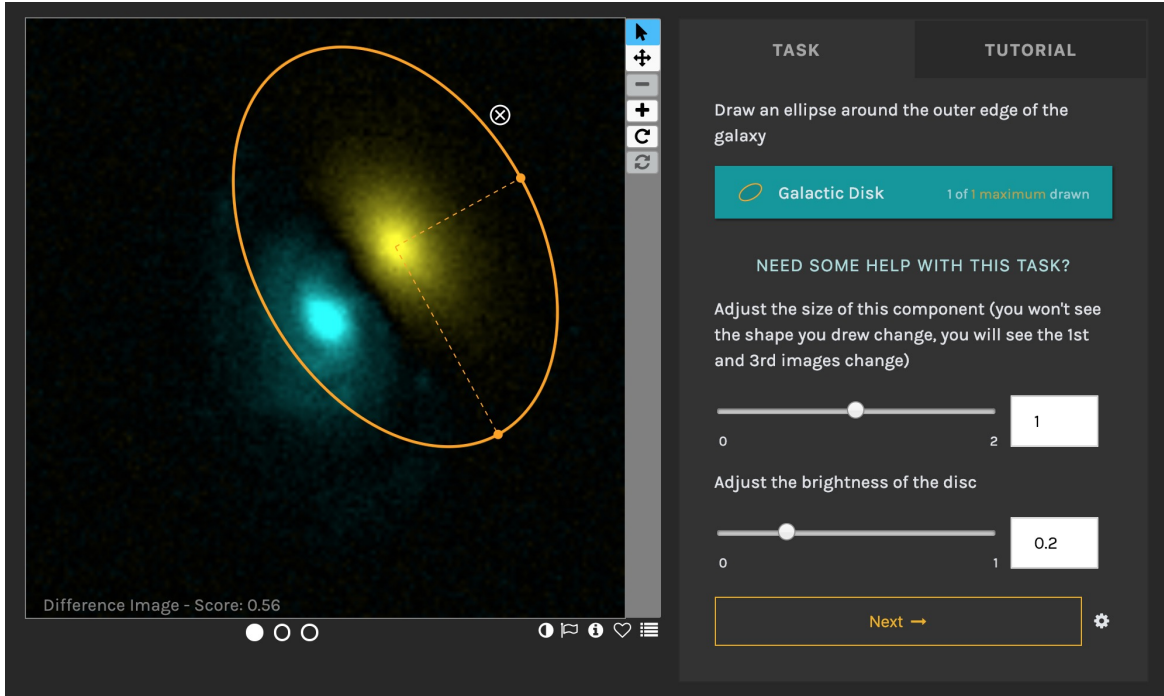 Difference Image - Score: 0.56
TASK
TUTORIAL
Draw an ellipse around the outer edge of the
galaxy
Galactic Disk
1 of 1 maximum drawn
NEED SOME HELP WITH THIS TASK?
Adjust the size of this component (you won't see
the shape you drew change, you will see the 1st
and 3rd images change)
1
0
2
Adjust the brightness of the disc
0.2
0
1
Next →